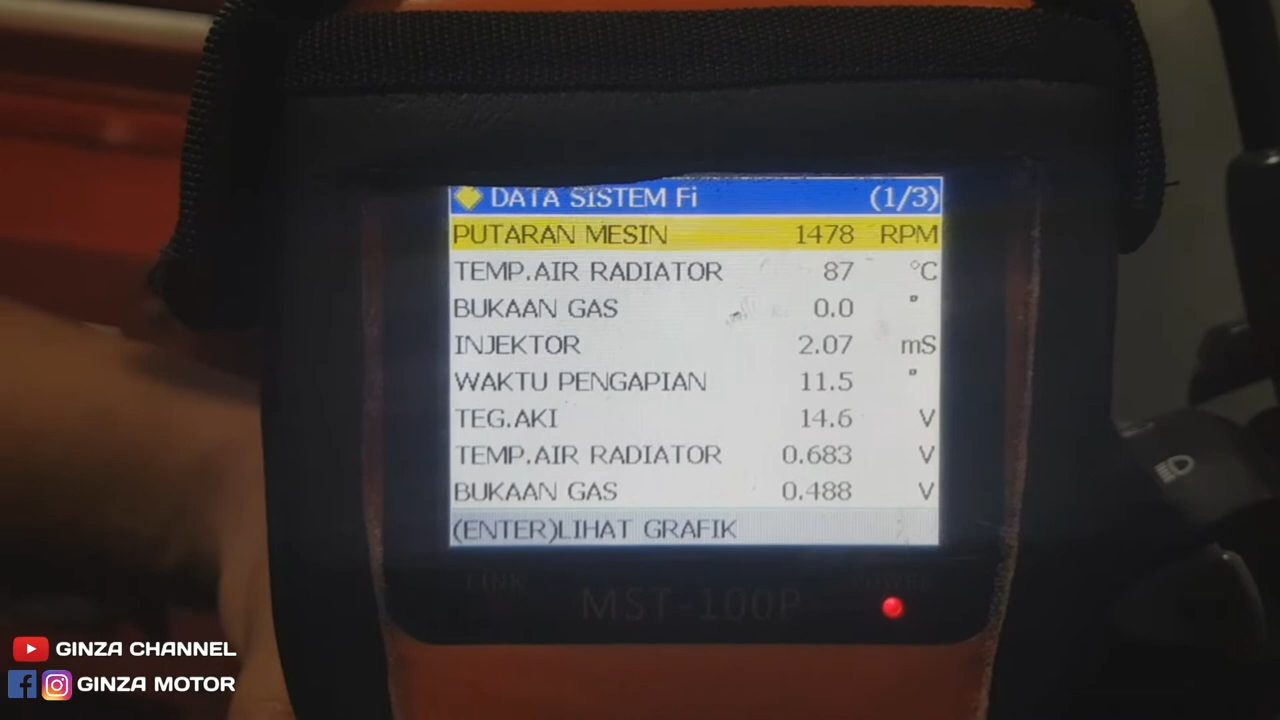 DATA SISTEM Fi (1/3)
PUTARAN MESIN 1478 RPM
TEMP.AIR RADIATOR 87 °C
BUKAAN GAS 0.0 °
INJEKTOR 2.07 mS
WAKTU PENGAPIAN 11.5 °
TEG.AKI 14.6 V
TEMP.AIR RADIATOR 0.683 V
BUKAAN GAS 0.488 V
(ENTER)LIHAT GRAFIK
LINK POWER
MST-100P
GINZA CHANNEL
GINZA MOTOR